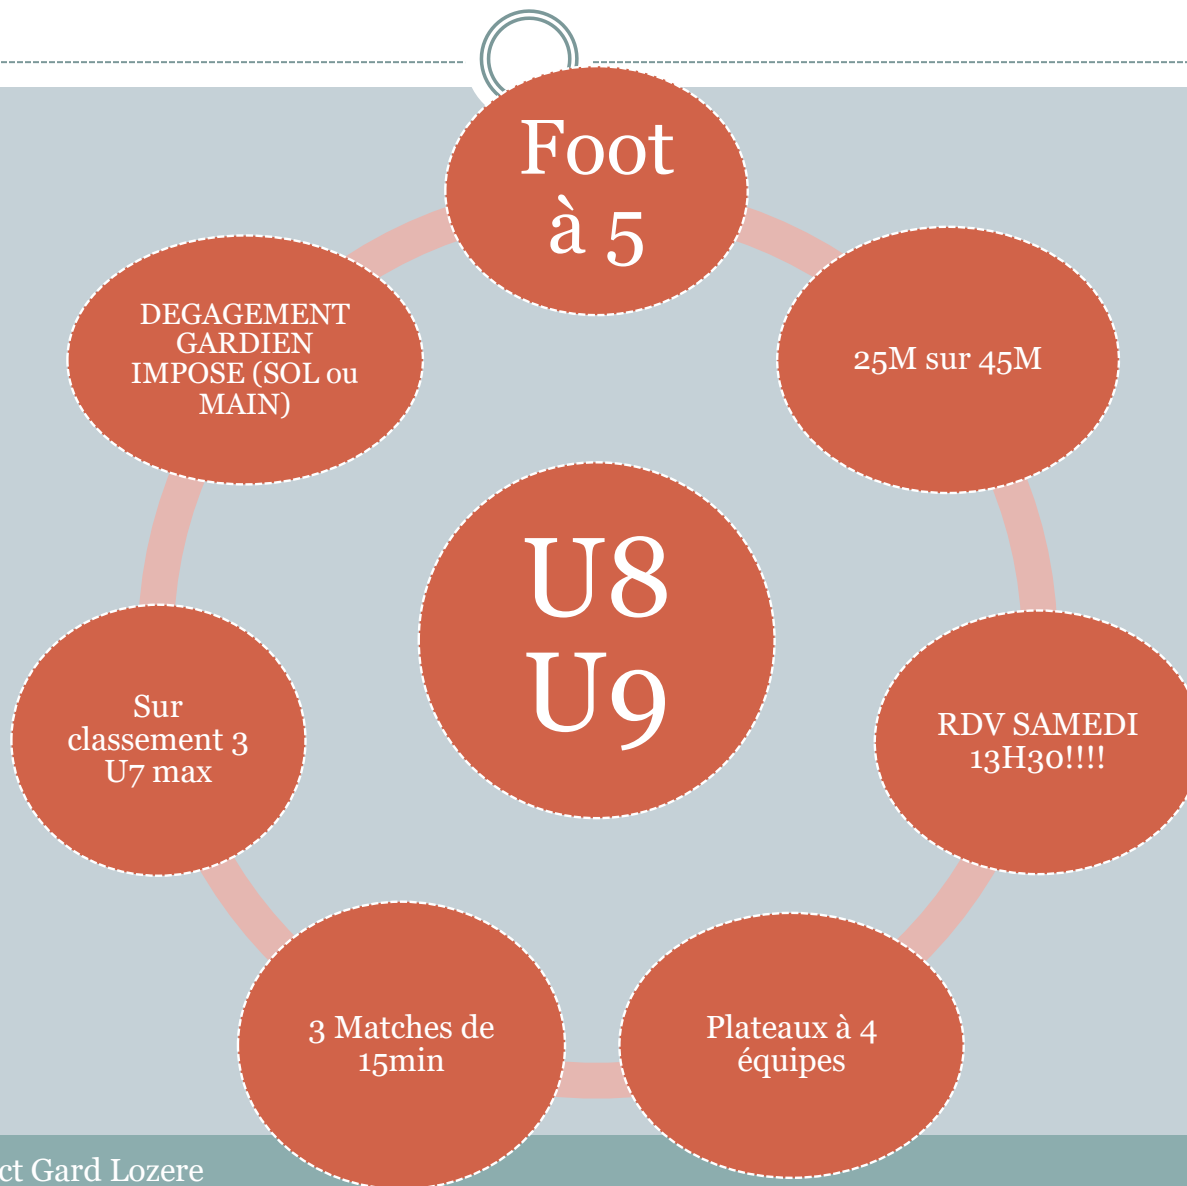 Foot
à 5
25M sur 45M
RDV SAMEDI
13H30!!!!
Plateaux à 4
équipes
3 Matches de
15min
Sur
classement 3
U7 max
DEGAGEMENT
GARDIEN
IMPOSE (SOL ou
MAIN)
U8
U9
Gard Lozere